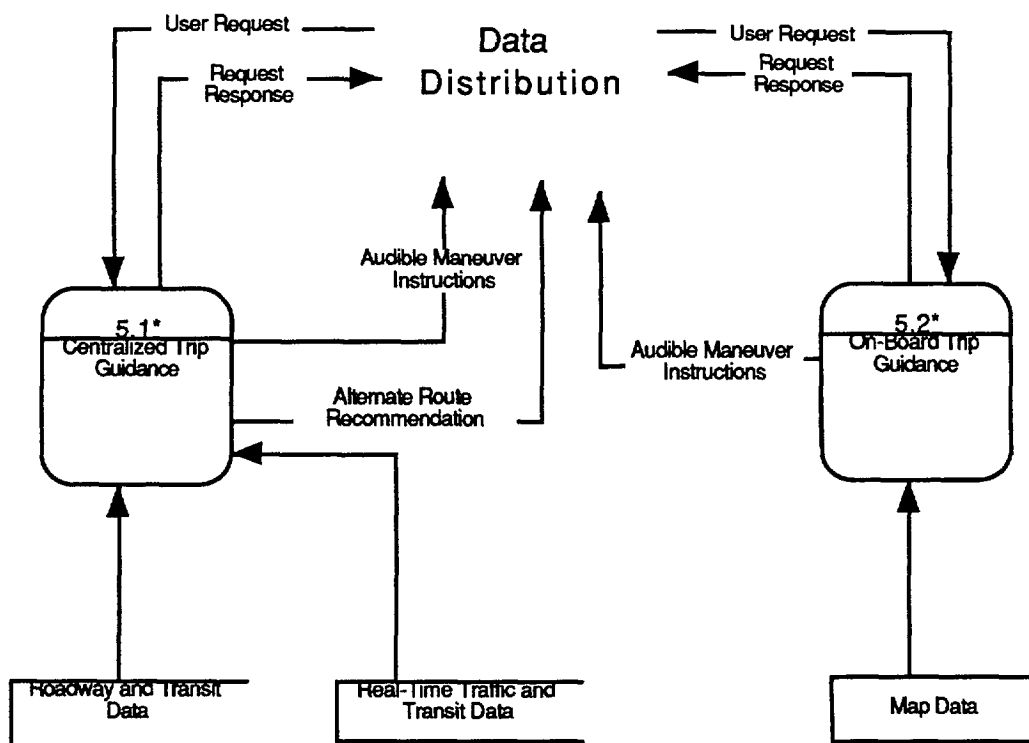 User Request
Data
Distribution
User Request
Request
Response
Request
Response
Audible Maneuver
Instructions
5.1*
Centralized Trip
Guidance
5.2*
On-Board Trip
Guidance
Audible Maneuver
Instructions
Alternate Route
Recommendation
Roadway and Transit
Data
Real-Time Traffic and
Transit Data
Map Data